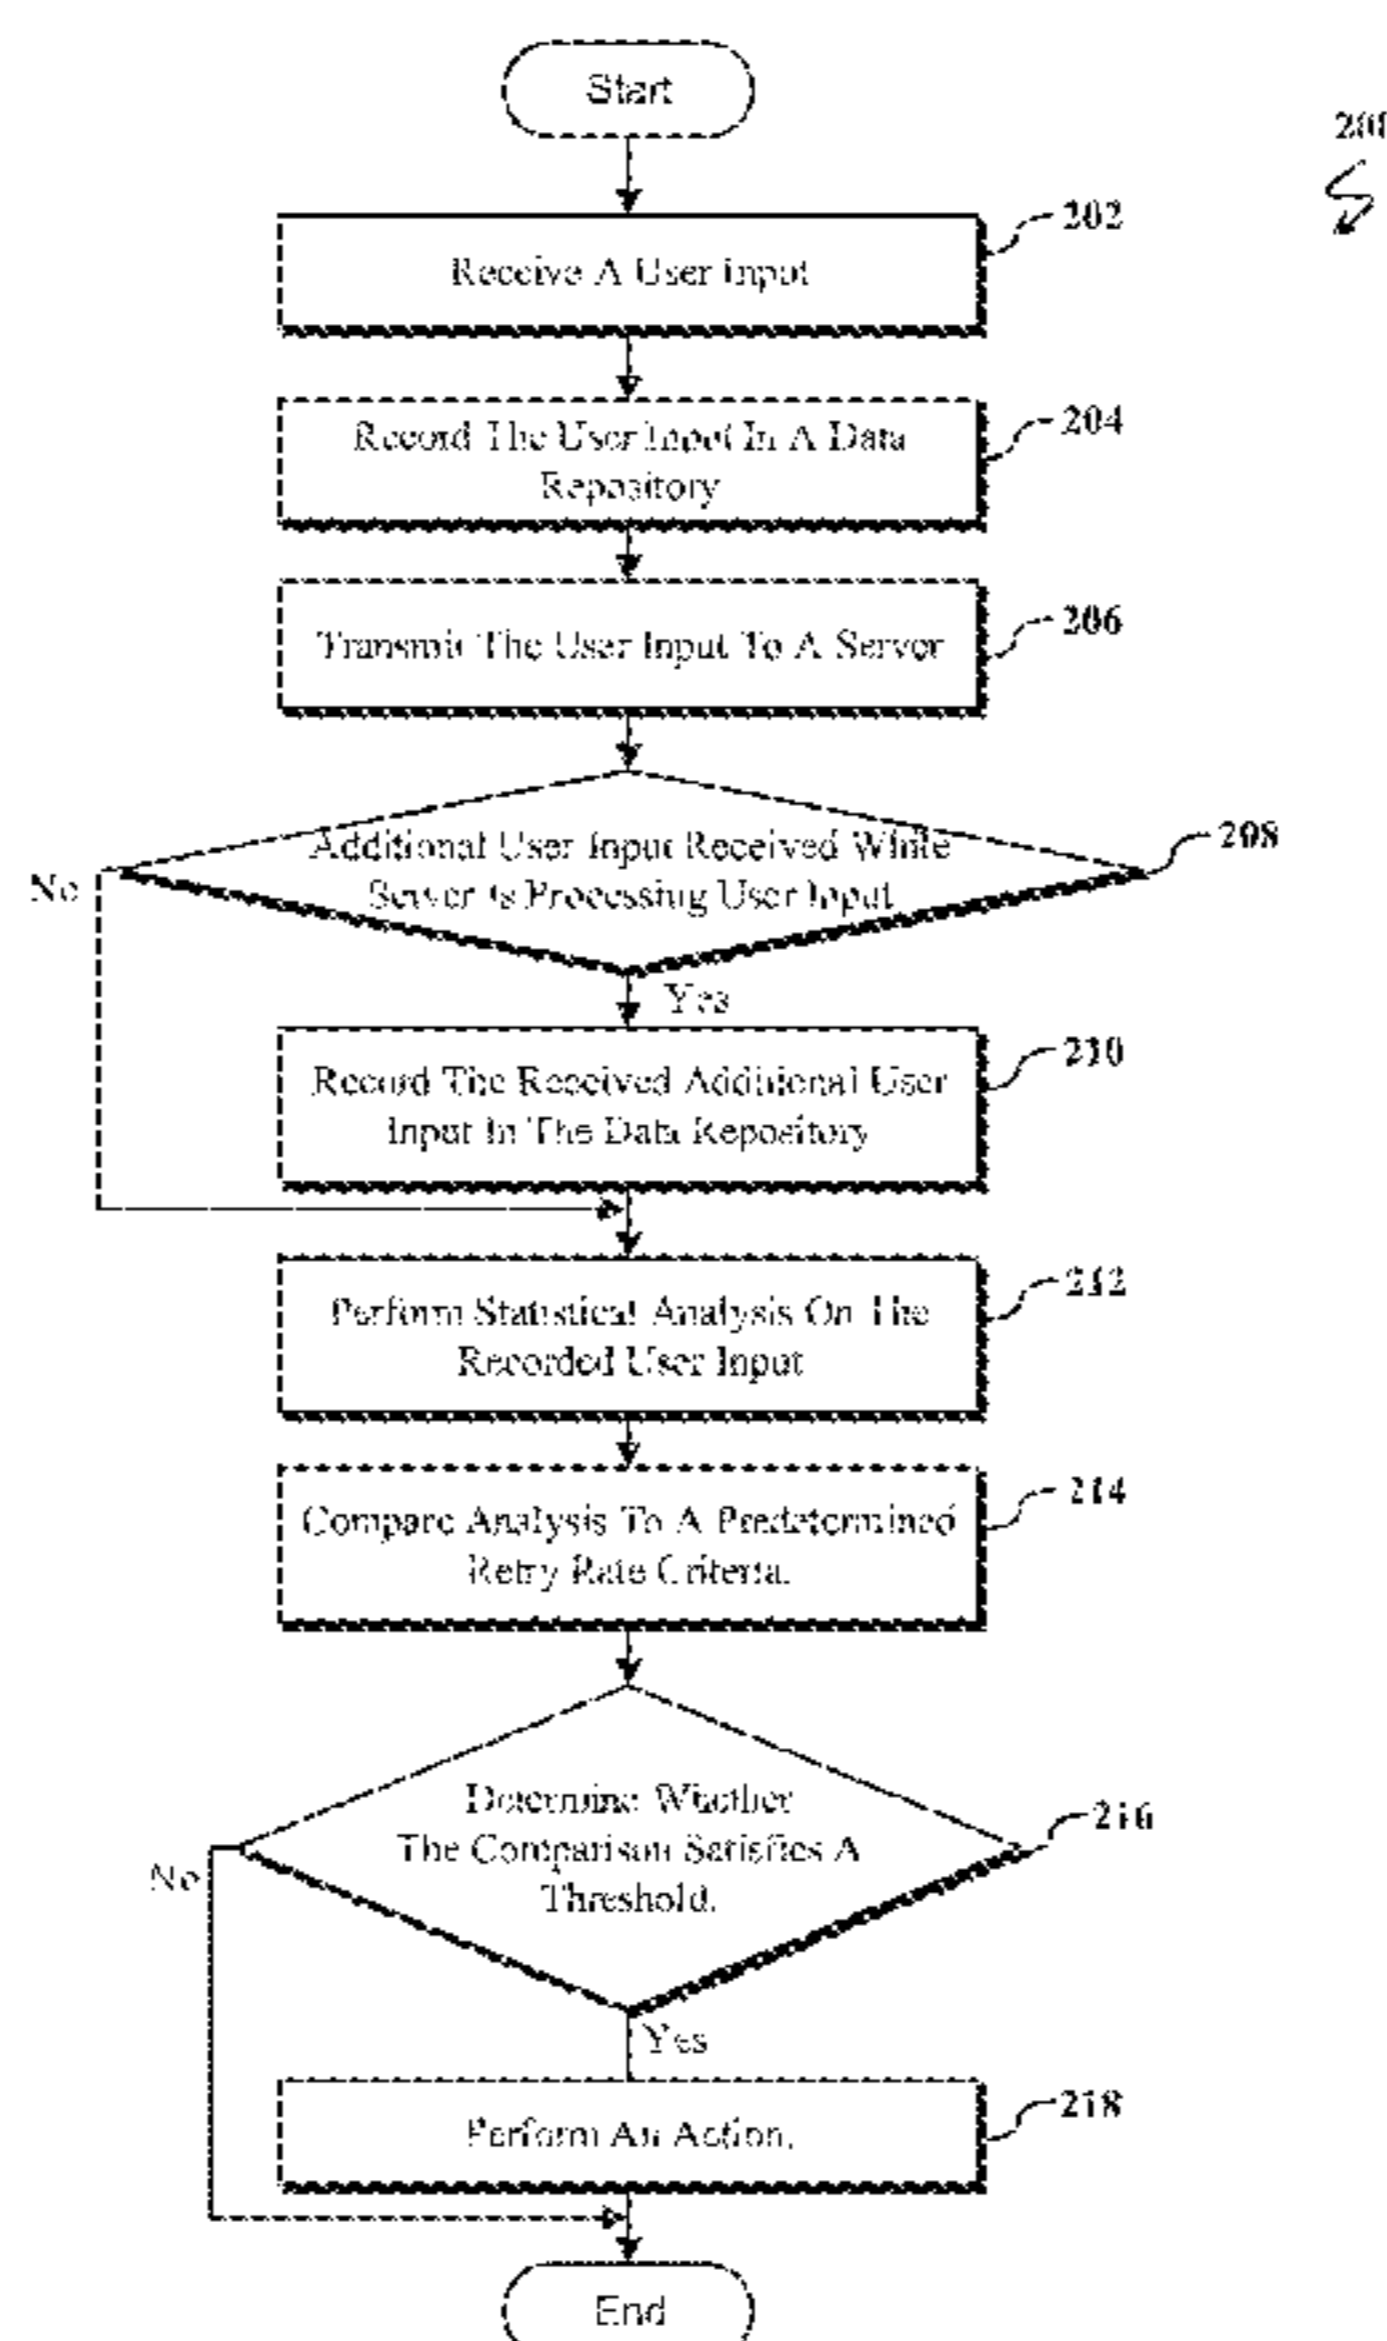 Start
202
Receive A User Input
204
Record The User Input In A Data
Repository
206
Transmit The User Input To A Server
208
Additional User Input Received While
Server Is Processing User Input
No
Yes
210
Record The Received Additional User
Input In The Data Repository
212
Perform Statistical Analysis On The
Recorded User Input
214
Compare Analysis To A Predetermined
Retry Rate Criteria.
216
Determine Whether
The Comparison Satisfies A
Threshold.
No
Yes
218
Perform An Action.
End